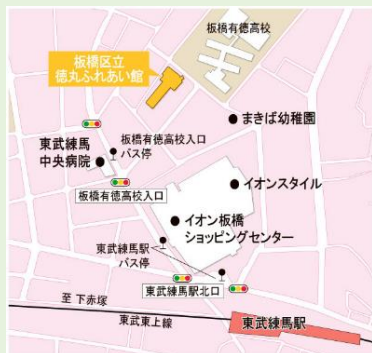 板橋有徳高校
板橋区立
徳丸ふれあい館
まきば幼稚園
板橋有徳高校入口
バス停
東武練馬
中央病院
イオンスタイル
板橋有徳高校入口
イオン板橋
ショッピングセンター
東武練馬駅
バス停
東武練馬駅北口
至 下赤塚
東武東上線
東武練馬駅